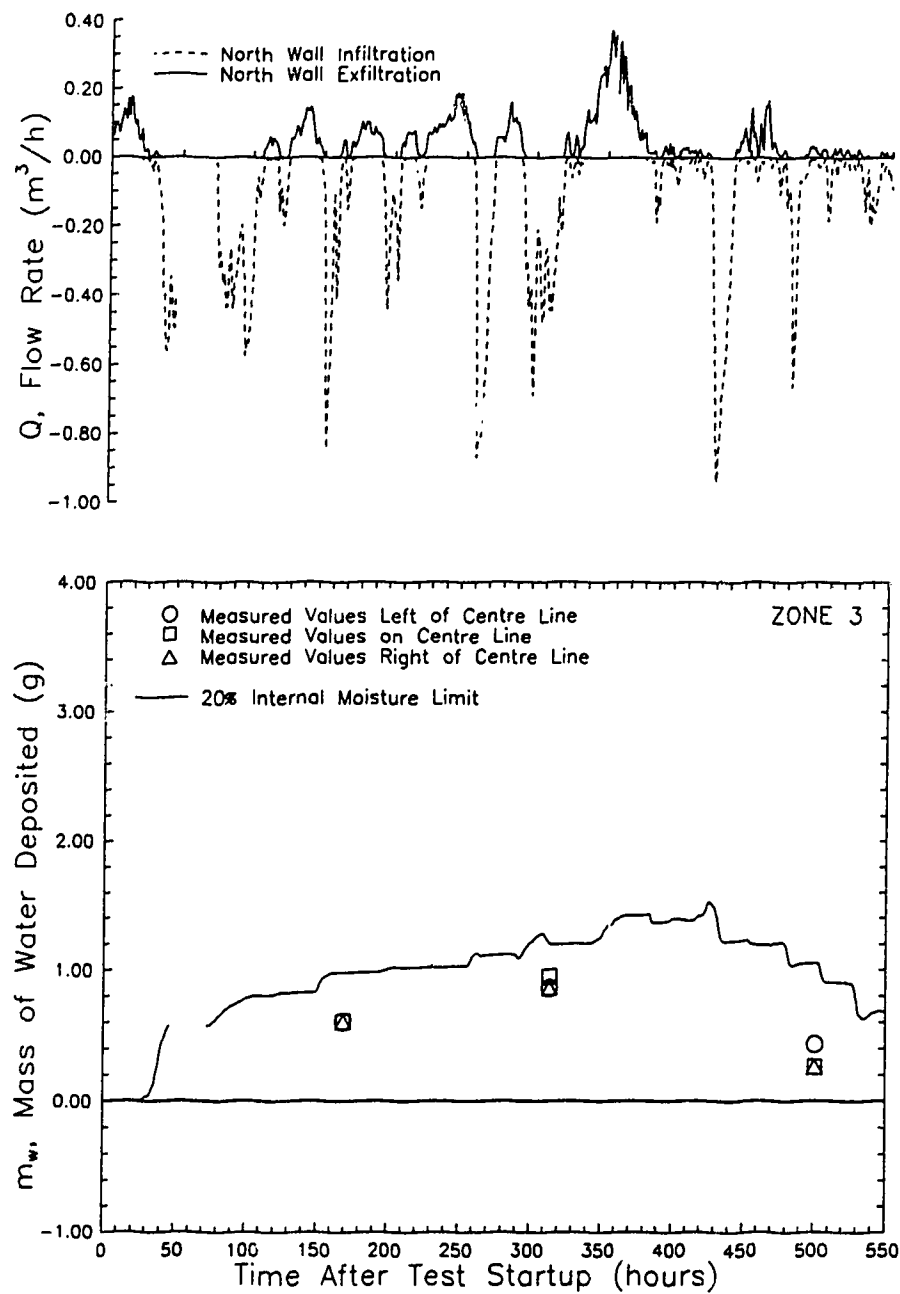 0.40
North Wall Infiltration
North Wall Exfiltration
0.20
0.00
-0.20
-0.40
-0.60
-0.80
-1.00
Q, Flow Rate (m³/h)
4.00
ZONE 3
Measured Values Left of Centre Line
Measured Values on Centre Line
Measured Values Right of Centre Line
20% Internal Moisture Limit
3.00
2.00
1.00
0.00
-1.00
m_w, Mass of Water Deposited (g)
0 50 100 150 200 250 300 350 400 450 500 550
Time After Test Startup (hours)